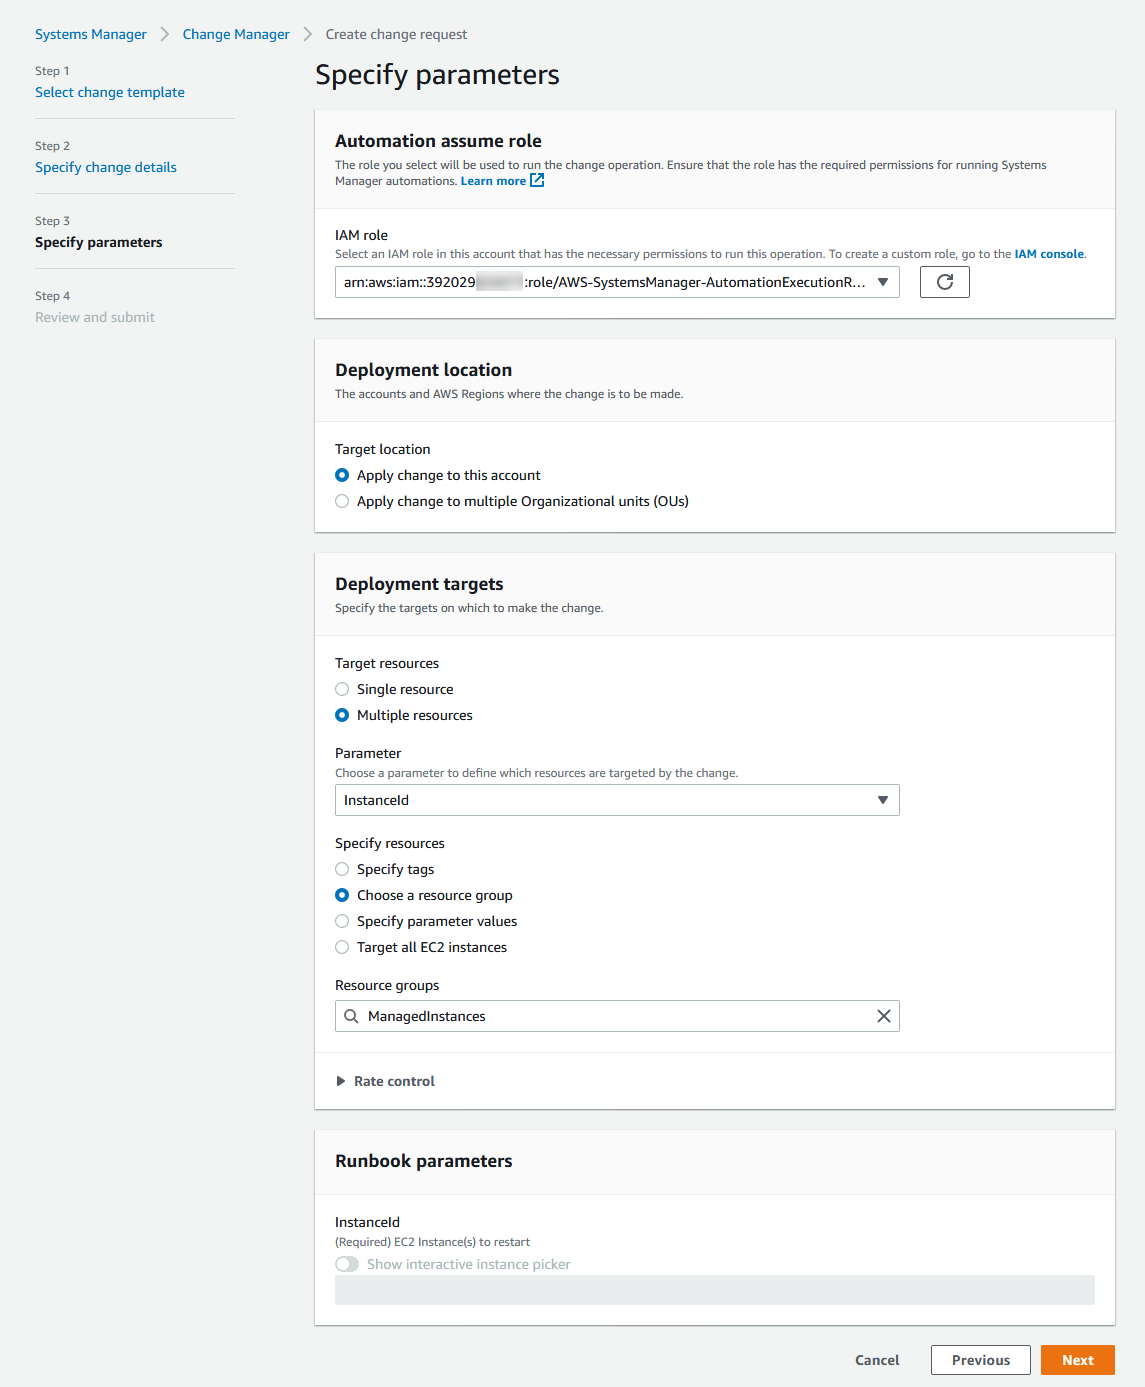 Systems Manager > Change Manager > Create change request
Step 1
Select change template
Step 2
Specify change details
Step 3
Specify parameters
Step 4
Review and submit
Specify parameters
Automation assume role
The role you select will be used to run the change operation. Ensure that the role has the required permissions for running Systems
Manager automations. Learn more
IAM role
Select an IAM role in this account that has the necessary permissions to run this operation. To create a custom role, go to the IAM console.
arn:aws:iam::392029 :role/AWS-SystemsManager-AutomationExecutionR...
Deployment location
The accounts and AWS Regions where the change is to be made.
Target location
Apply change to this account
Apply change to multiple Organizational units (OUs)
Deployment targets
Specify the targets on which to make the change.
Target resources
Single resource
Multiple resources
Parameter
Choose a parameter to define which resources are targeted by the change.
InstanceId
Specify resources
Specify tags
Choose a resource group
Specify parameter values
Target all EC2 instances
Resource groups
ManagedInstances
Rate control
Runbook parameters
InstanceId
(Required) EC2 Instance(s) to restart
Show interactive instance picker
Cancel
Previous
Next